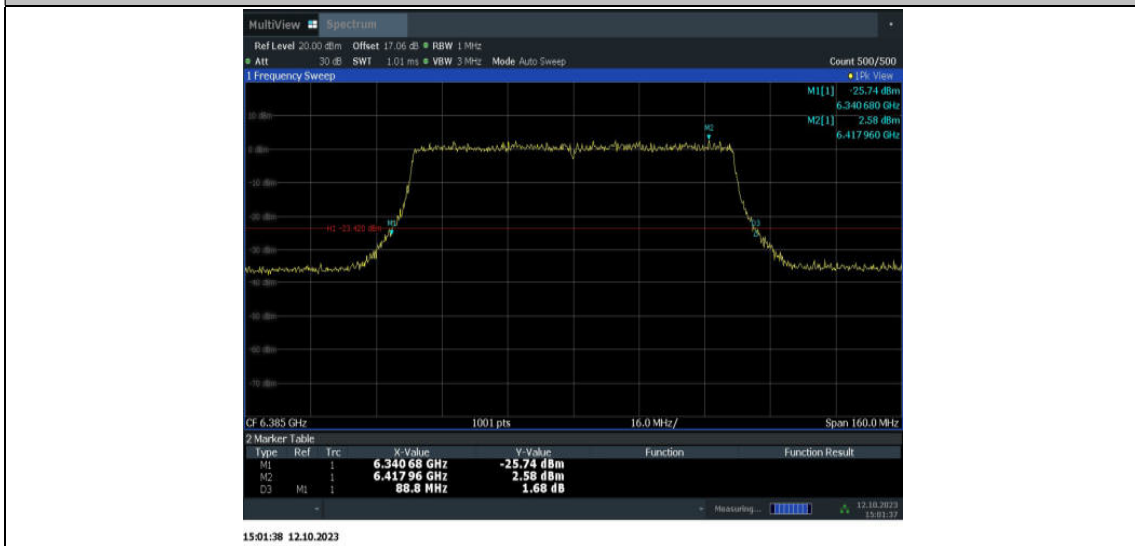 MultiView Spectrum
Ref Level 20.00 dBm Offset 17.06 dB RBW 1 MHz
Att 30 dB SWT 1.01 ms VBW 3 MHz Mode Auto Sweep Count 500/500
1 Frequency Sweep 1Pk View
M1[1] -25.74 dBm
6.340 680 GHz
M2[1] 2.58 dBm
6.417 960 GHz
10 dBm
M2
0 dBm
-10 dBm
-20 dBm
H1 -23.420 dBm M1 D3
-30 dBm
-40 dBm
-50 dBm
-60 dBm
-70 dBm
CF 6.385 GHz 1001 pts 16.0 MHz/ Span 160.0 MHz
2 Marker Table
Type Ref Trc X-Value Y-Value Function Function Result
M1 1 6.340 68 GHz -25.74 dBm
M2 1 6.417 96 GHz 2.58 dBm
D3 M1 1 88.8 MHz 1.68 dB
Measuring... 12.10.2023
15:01:37
15:01:38 12.10.2023